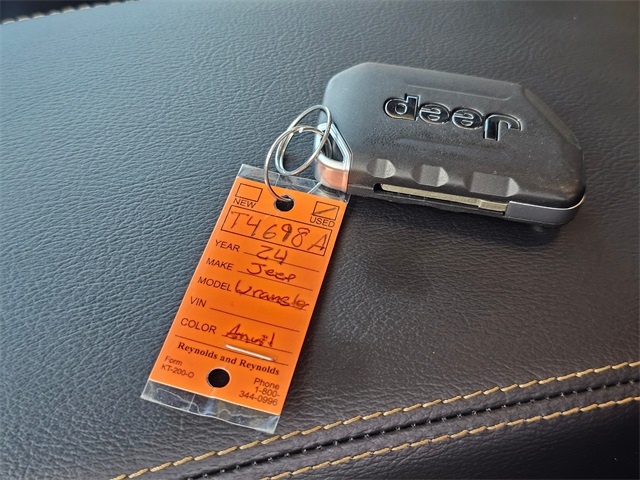 Jeep
NEW USED
T4698A
YEAR 24
MAKE Jeep
MODEL Wrangler
VIN
COLOR Anvil
Reynolds and Reynolds
Form
KT-200-O
Phone
1-800-
344-0996